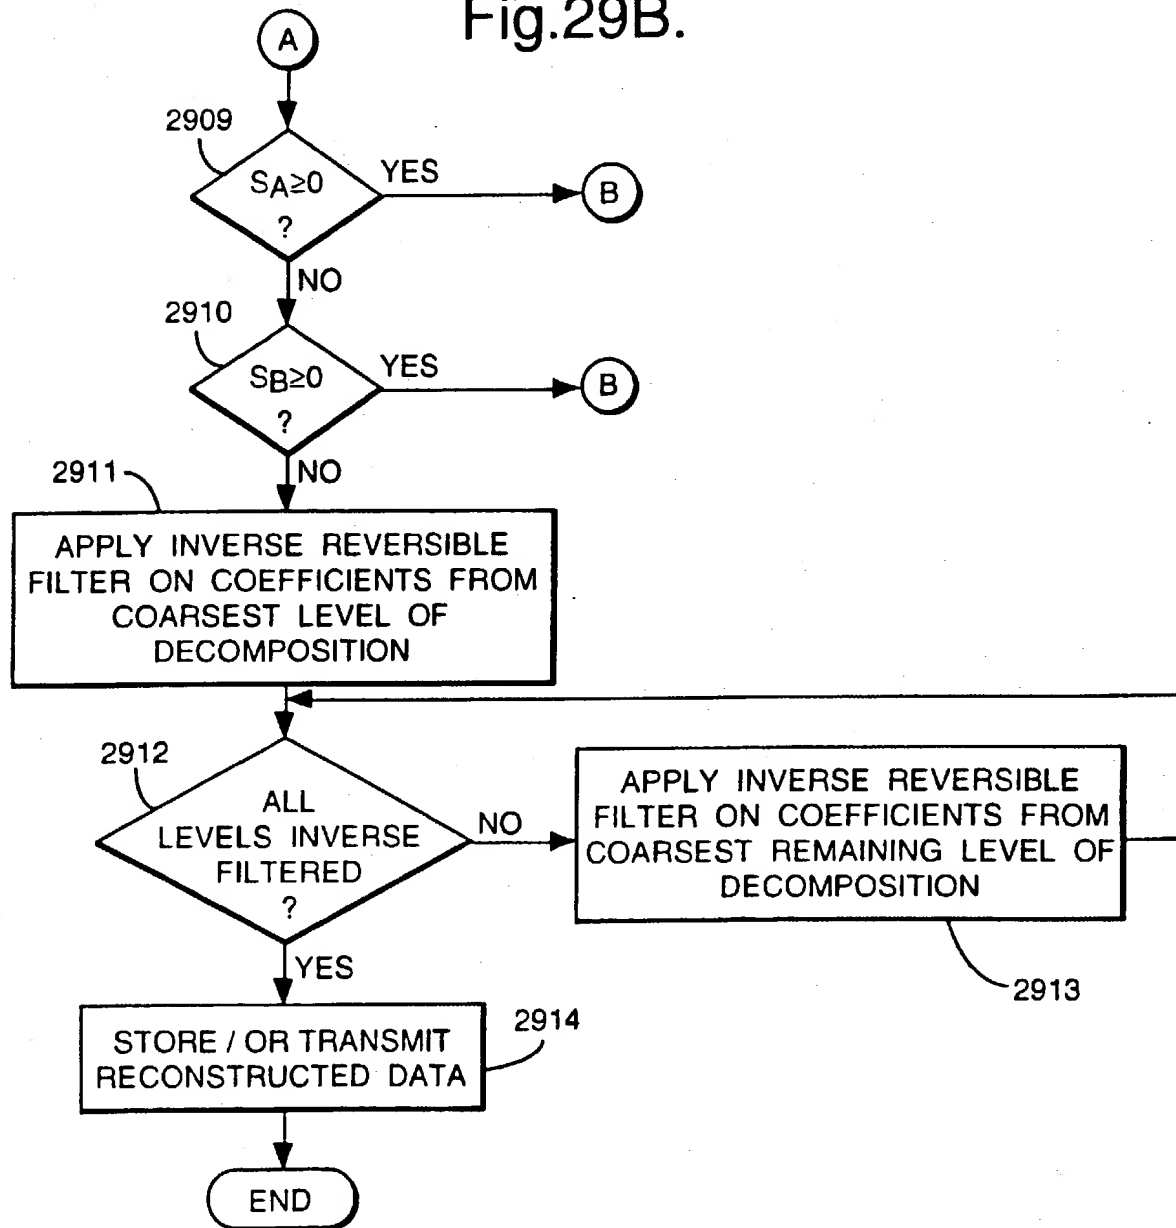 Fig.29B.
A
2909
SA≥0
?
YES
B
NO
2910
SB≥0
?
YES
B
NO
2911
APPLY INVERSE REVERSIBLE
FILTER ON COEFFICIENTS FROM
COARSEST LEVEL OF
DECOMPOSITION
2912
ALL
LEVELS INVERSE
FILTERED
?
NO
APPLY INVERSE REVERSIBLE
FILTER ON COEFFICIENTS FROM
COARSEST REMAINING LEVEL OF
DECOMPOSITION
2913
YES
STORE / OR TRANSMIT
RECONSTRUCTED DATA
2914
END